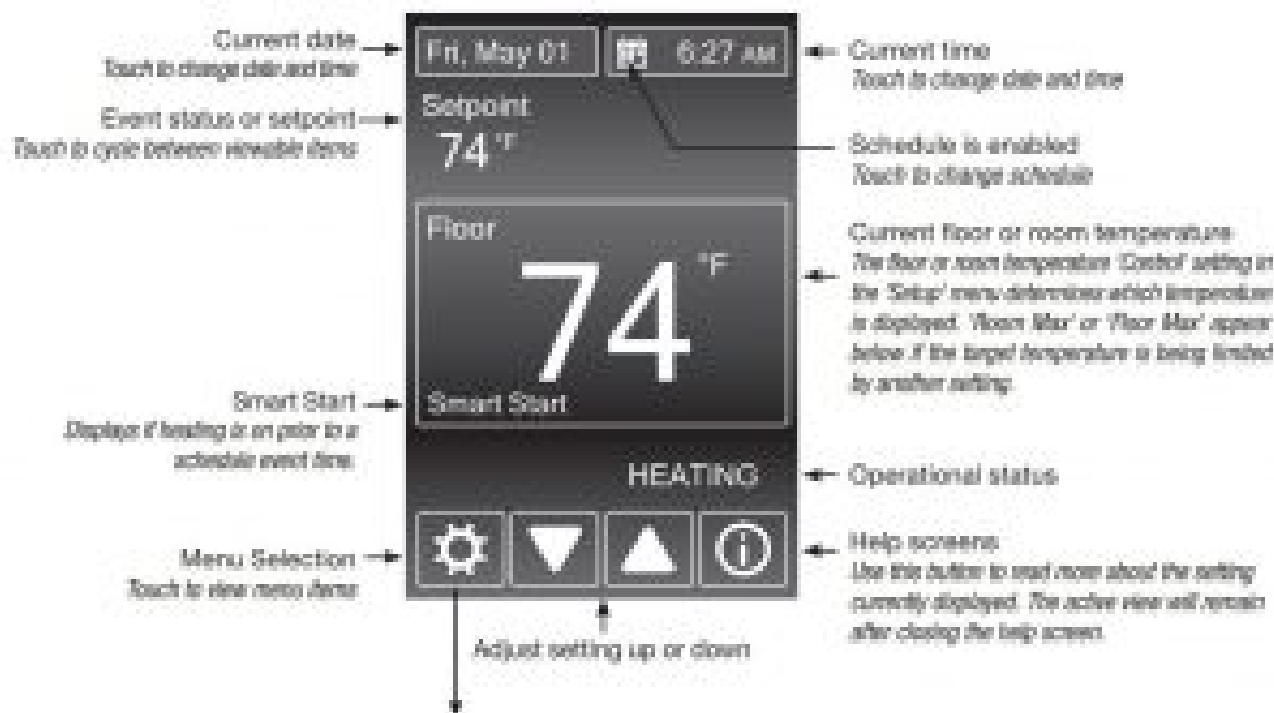 Current date
Touch to change date and time
Event status or setpoint
Touch to cycle between viewable items
Smart Start
Displays if heating is on prior to a
schedule event time.
Menu Selection
Touch to view menu items
Fri, May 01
6:27 AM
Setpoint
74 °F
Floor
74 °F
Smart Start
HEATING
Adjust setting up or down
Current time
Touch to change date and time
Schedule is enabled
Touch to change schedule
Current floor or room temperature
The floor or room temperature 'Control' setting in
the 'Setup' menu determines which temperature
is displayed. 'Room Max' or 'Floor Max' appear
below if the target temperature is being limited
by another setting.
Operational status
Help screens
Use this button to read more about the setting
currently displayed. The active view will remain
after closing the help screen.